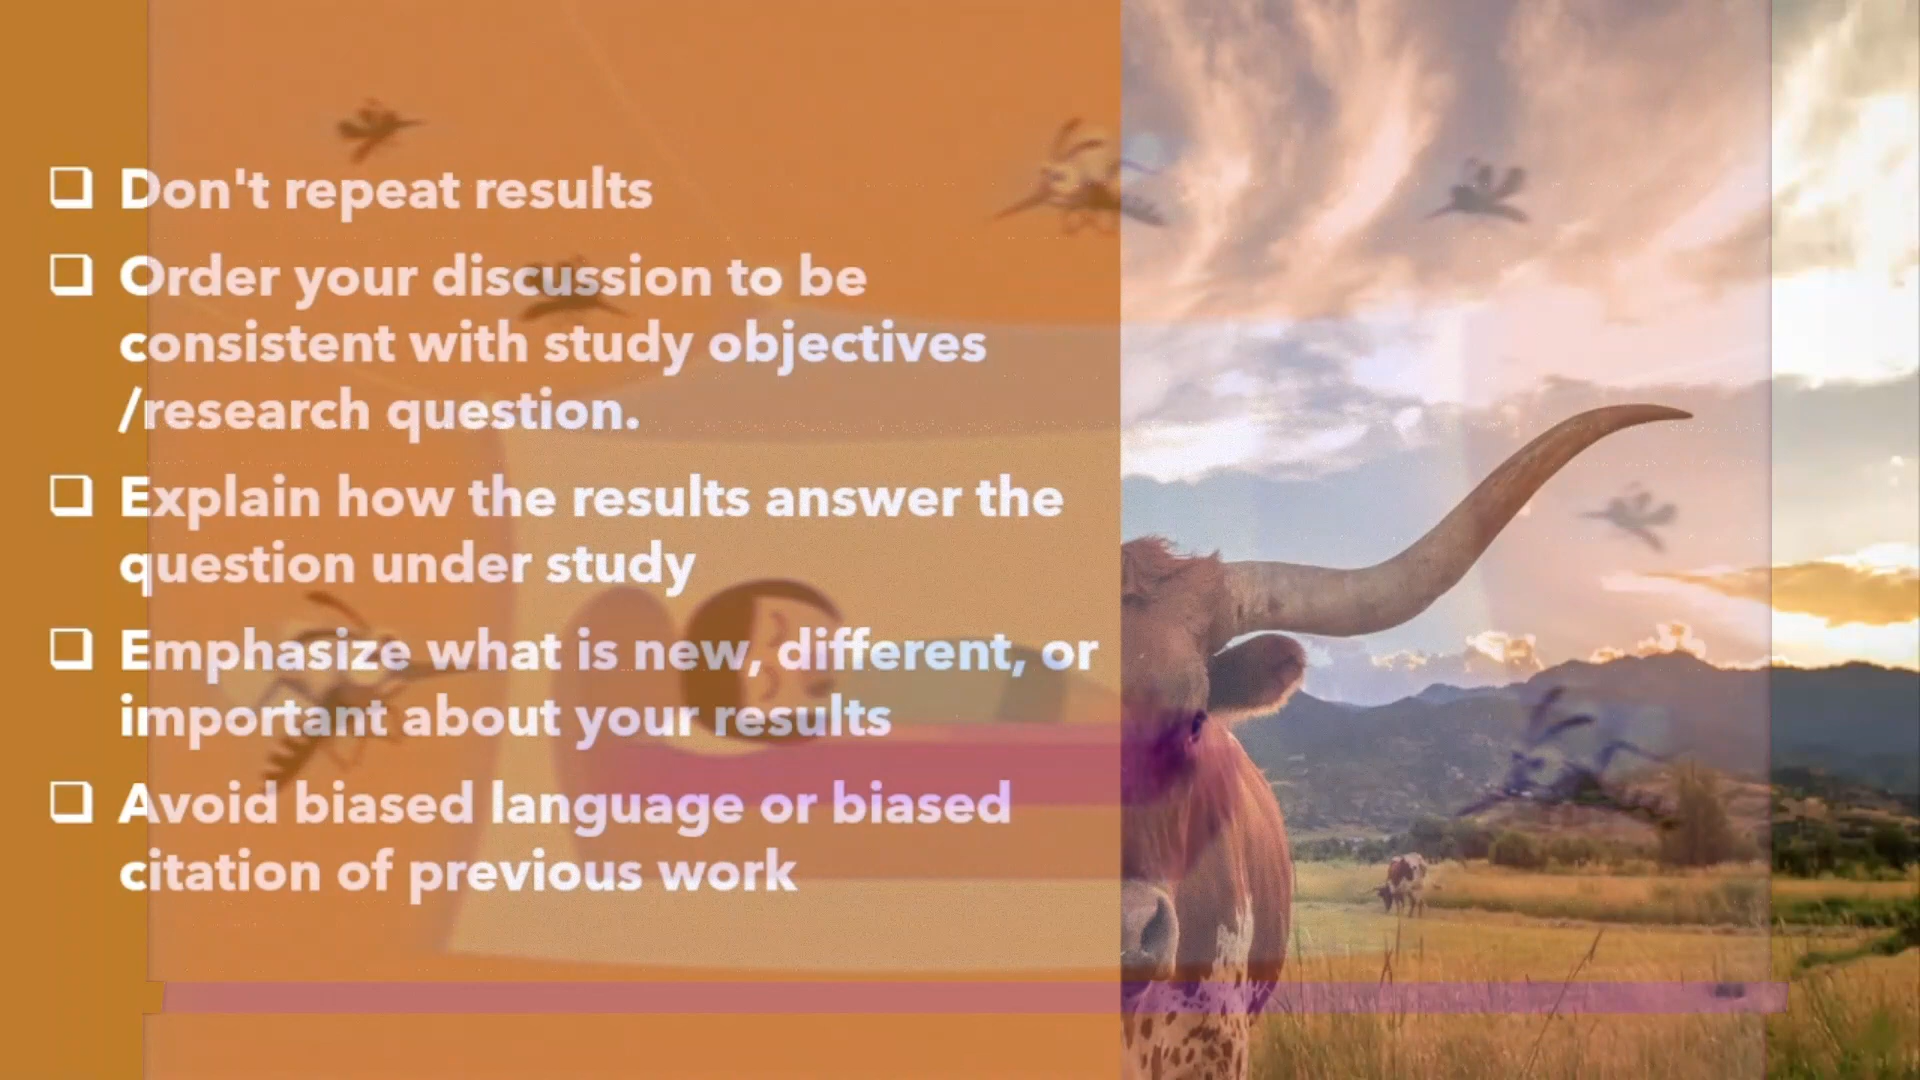 ❑ Don't repeat results
❑ Order your discussion to be
consistent with study objectives
/research question.
❑ Explain how the results answer the
question under study
❑ Emphasize what is new, different, or
important about your results
❑ Avoid biased language or biased
citation of previous work